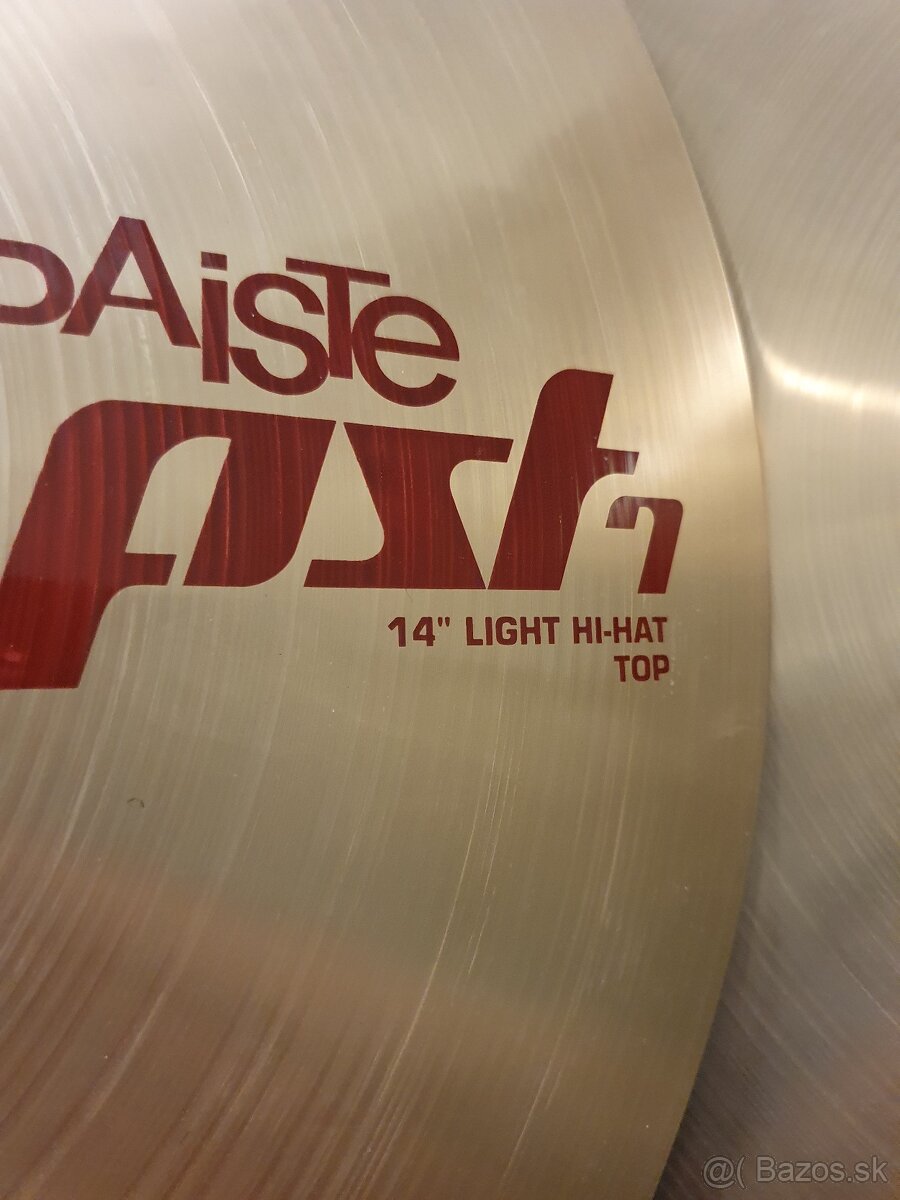 PAiSTe
pst7
14" LIGHT HI-HAT
TOP
@( Bazos.sk